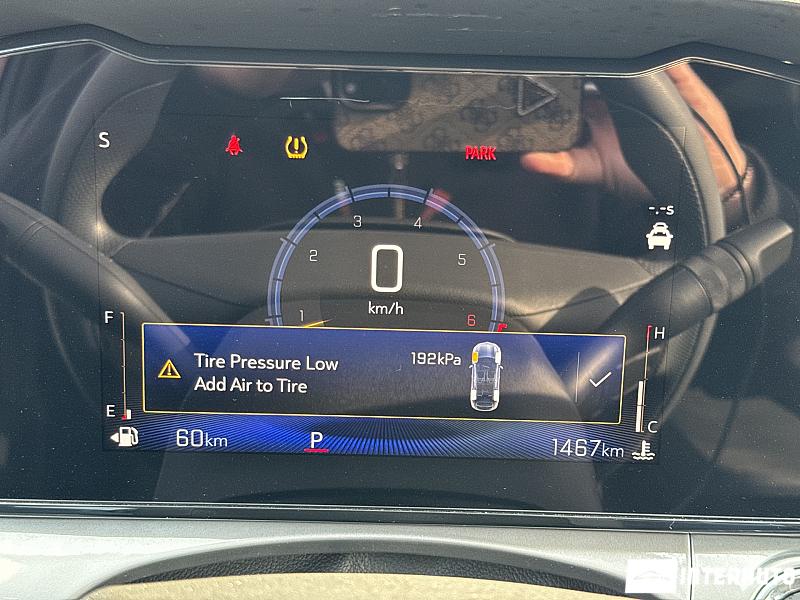 S
PARK
-.-s
3
4
2
5
0
km/h
1
6
F
H
Tire Pressure Low
192kPa
Add Air to Tire
E
C
60km
P
1467km
INTERAUTO